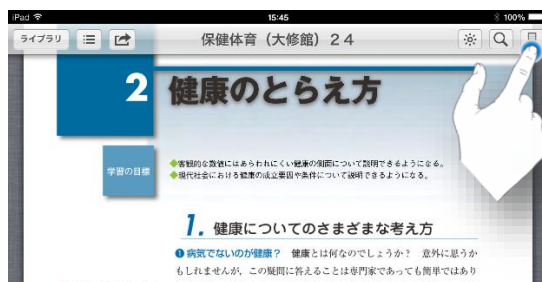 iPad 15:45 100%
ライブラリ 保健体育（大修館）２４
2 健康のとらえ方
学習の目標
◆客観的な数値にはあらわれにくい健康の側面について説明できるようになる。
◆現代社会における健康の成立要因や条件について説明できるようになる。
1. 健康についてのさまざまな考え方
❶病気でないのが健康？ 健康とは何なのでしょうか？ 意外に思うか
もしれませんが，この疑問に答えることは専門家であっても簡単ではあり